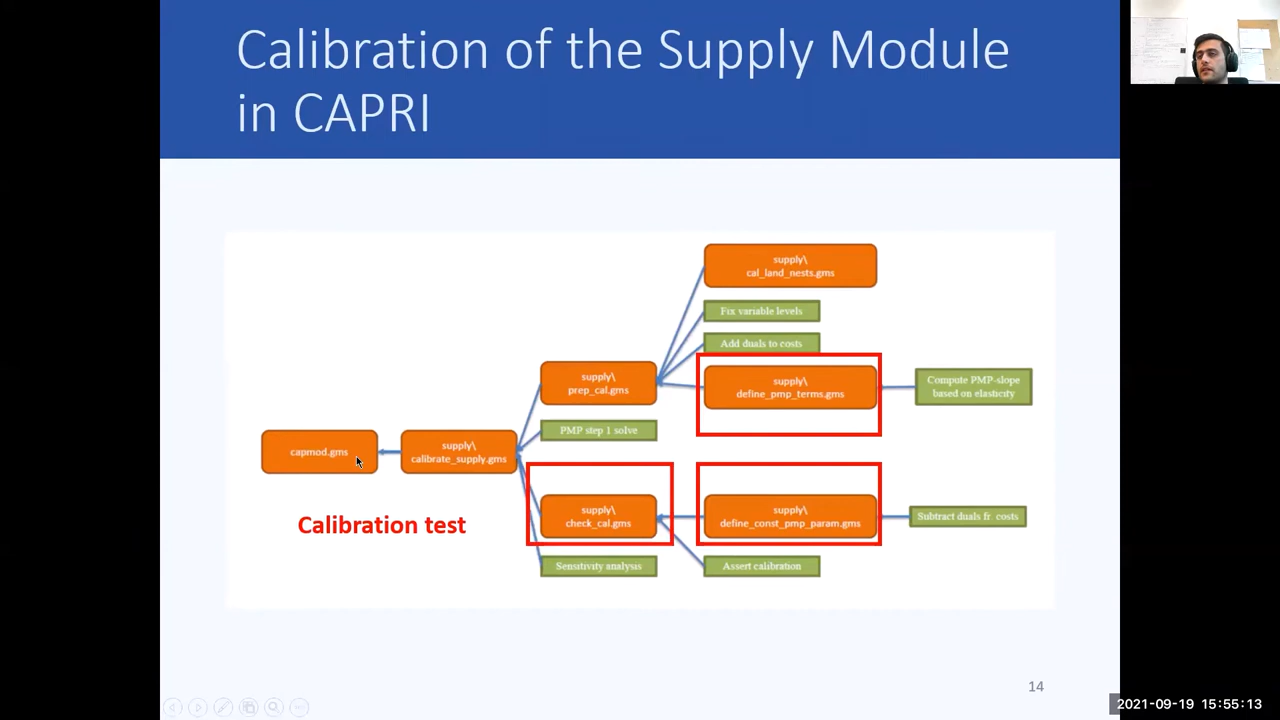 Calibration of the Supply Module
in CAPRI
supply\
cal_land_nests.gms
Fix variable levels
Add duals to costs
supply\
prep_cal.gms
supply\
define_pmp_terms.gms
Compute PMP-slope
based on elasticity
PMP step 1 solve
capmod.gms
supply\
calibrate_supply.gms
Calibration test
supply\
check_cal.gms
supply\
define_const_pmp_param.gms
Subtract duals fr. costs
Sensitivity analysis
Assert calibration
14
2021-09-19 15:55:13